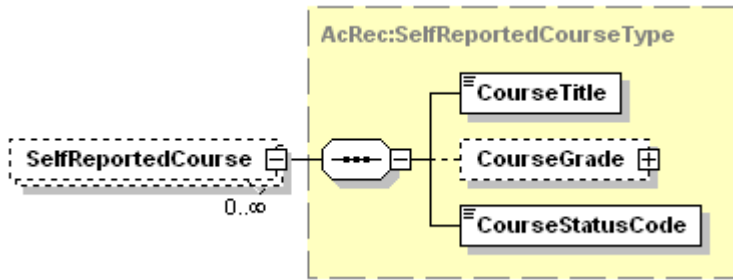 AcRec:SelfReportedCourseType
CourseTitle
SelfReportedCourse
CourseGrade
0..∞
CourseStatusCode